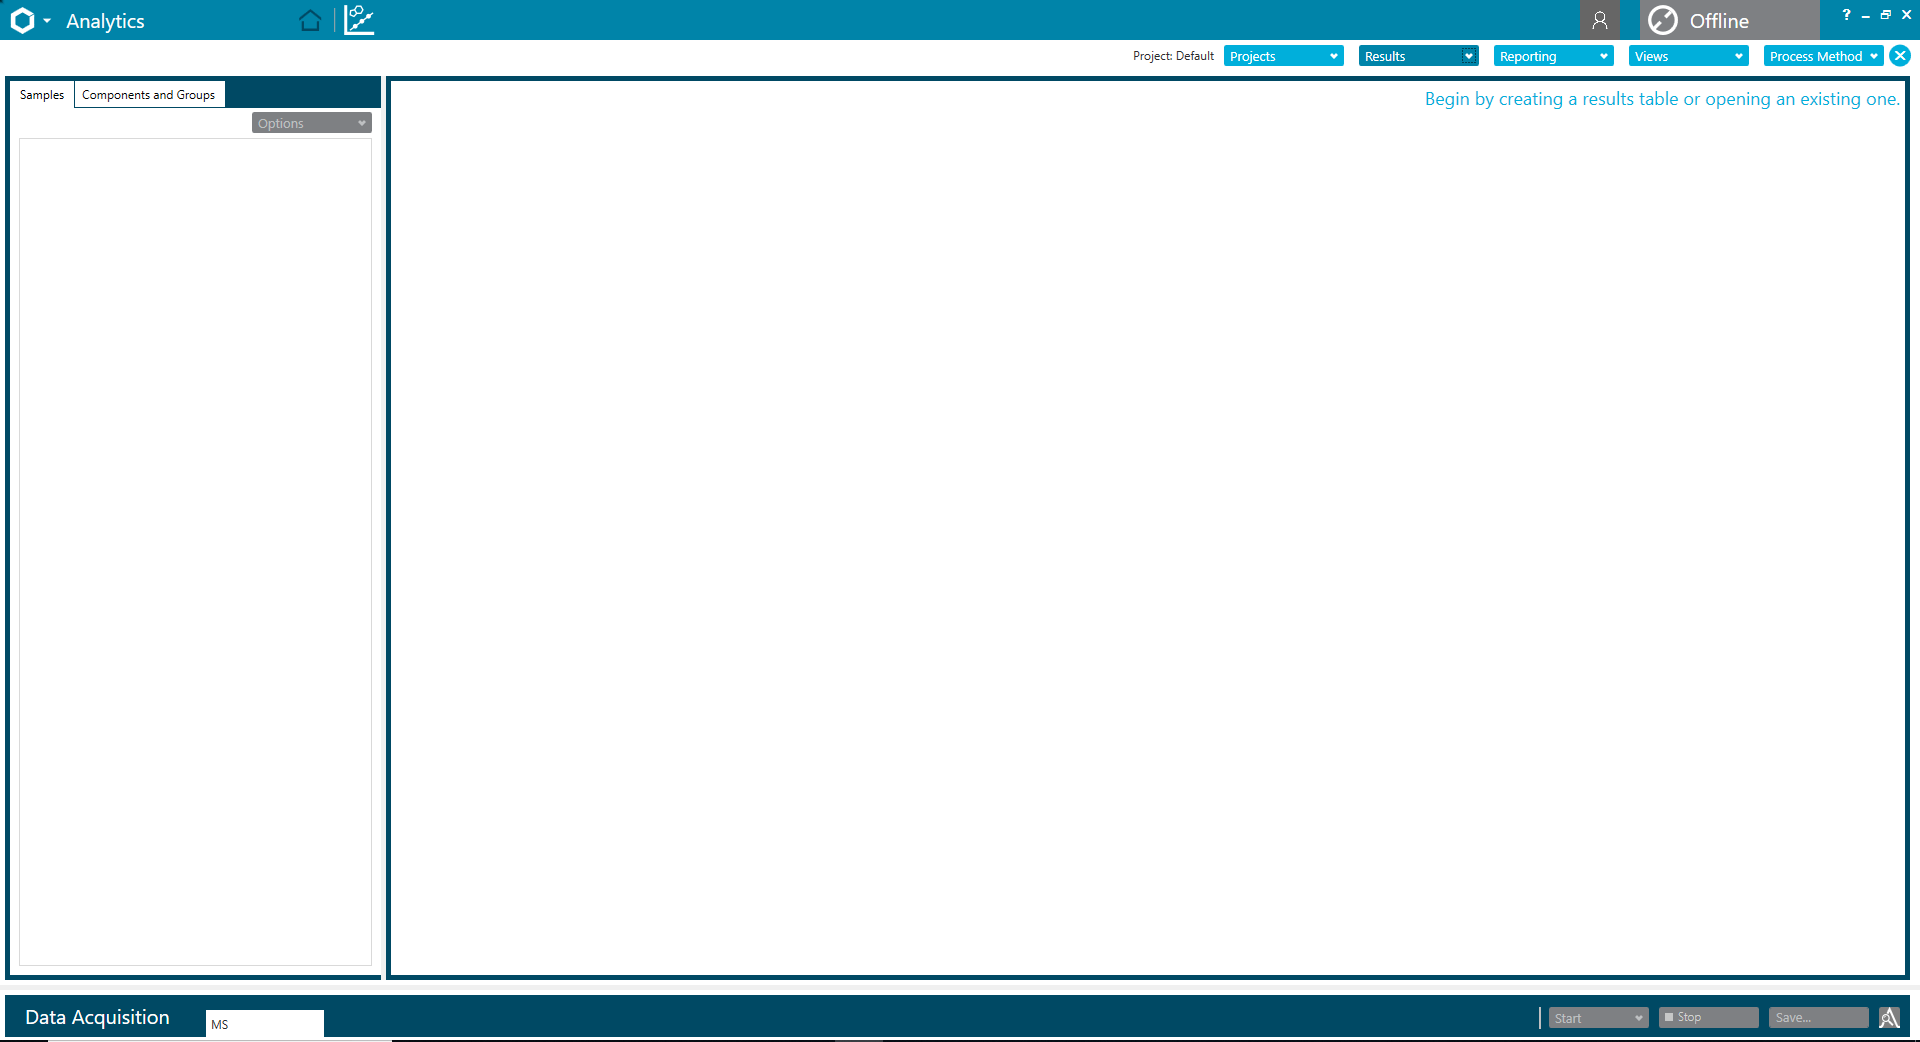 Analytics
Offline
?
Project: Default
Projects
Results
Reporting
Views
Process Method
Samples
Components and Groups
Options
Begin by creating a results table or opening an existing one.
Data Acquisition
MS
Start
Stop
Save...